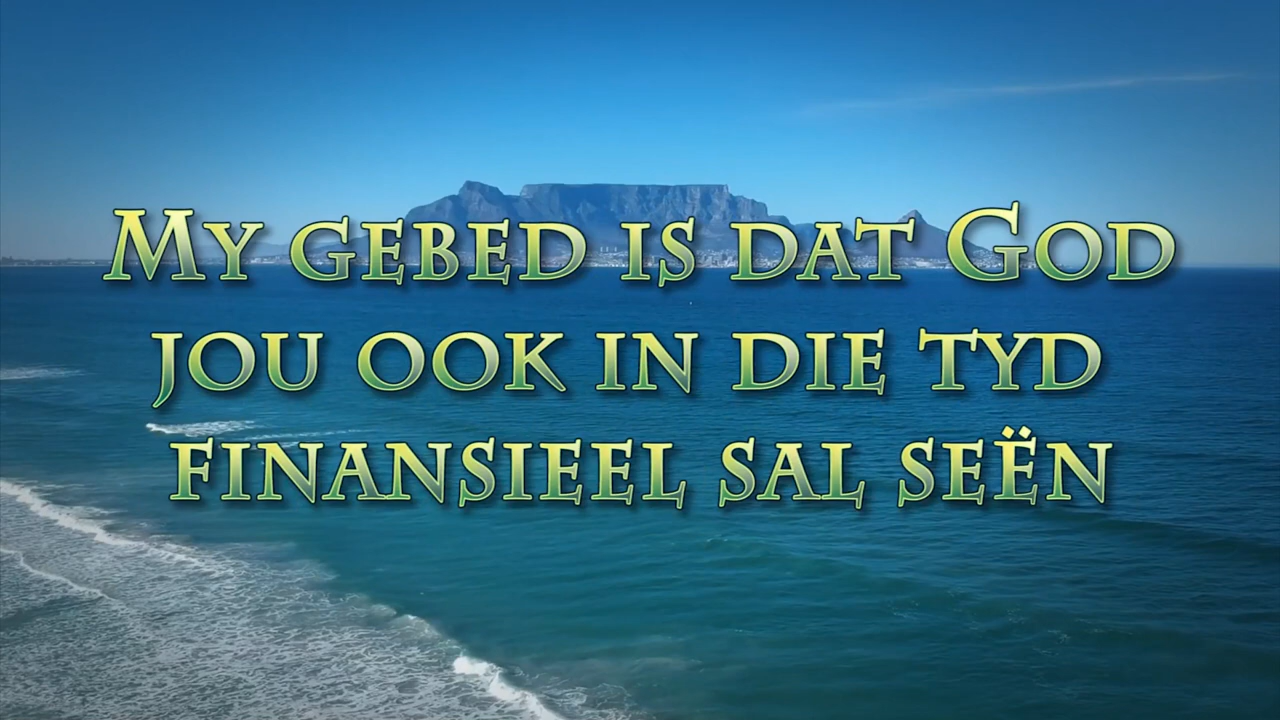 My gebed is dat God
jou ook in die tyd
finansieel sal seën